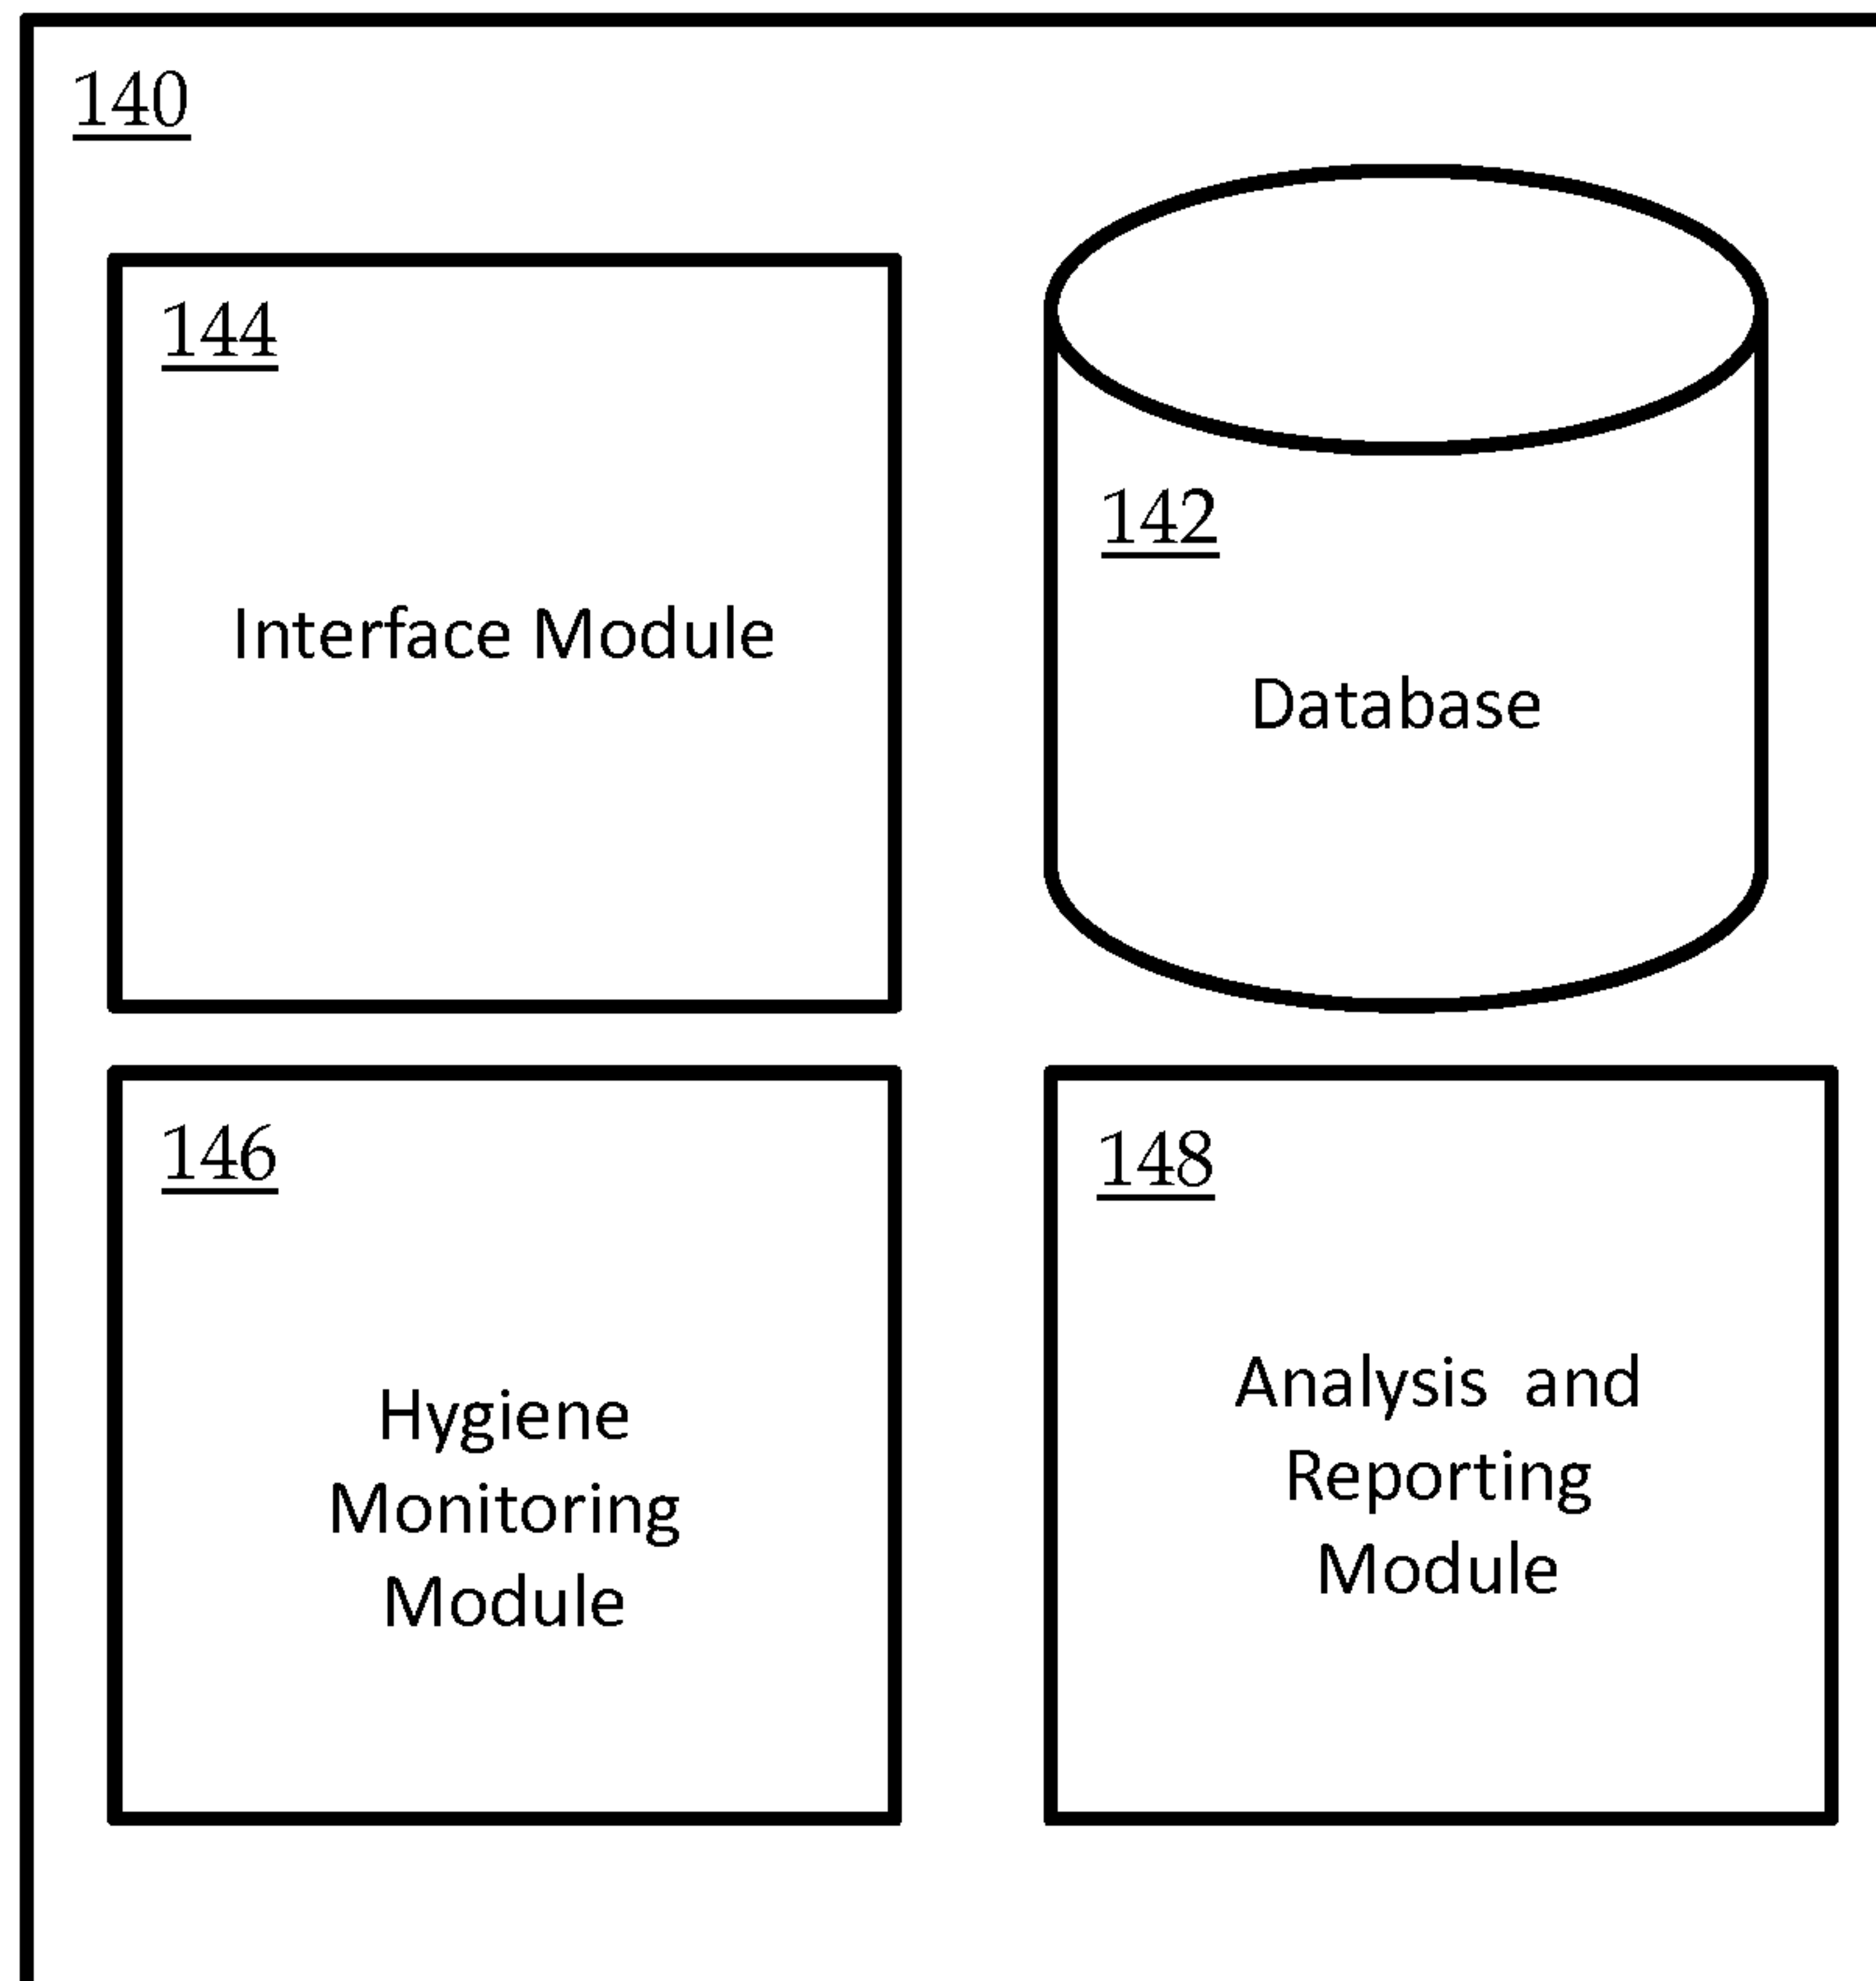 140
144
Interface Module
142
Database
146
Hygiene
Monitoring
Module
148
Analysis and
Reporting
Module